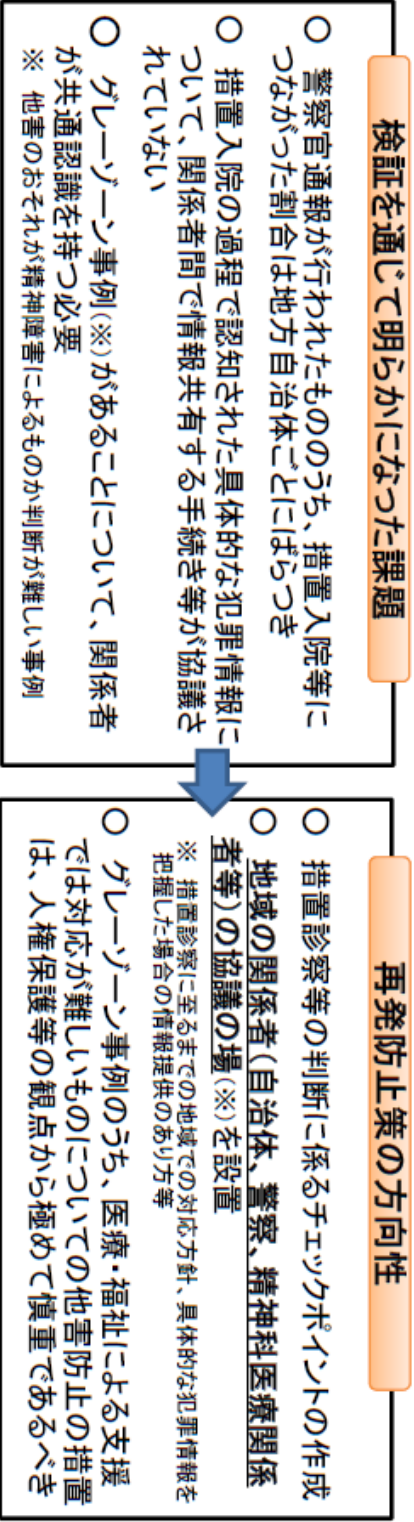 検証を通じて明らかになった課題
○ 警察官通報が行われたもののうち、措置入院等に
つながった割合は地方自治体ごとにばらつき
○ 措置入院の過程で認知された具体的な犯罪情報に
ついて、関係者間で情報共有する手続き等が協議さ
れていない
○ グレーゾーン事例(※)があることについて、関係者
が共通認識を持つ必要
※ 他害のおそれが精神障害によるものか判断が難しい事例
再発防止策の方向性
○ 措置診察等の判断に係るチェックポイントの作成
○ 地域の関係者(自治体、警察、精神科医療関係
者等)の協議の場(※)を設置
※ 措置診察に至るまでの地域での対応方針、具体的な犯罪情報を
把握した場合の情報提供のあり方等
○ グレーゾーン事例のうち、医療・福祉による支援
では対応が難しいものについての他害防止の措置
は、人権保護等の観点から極めて慎重であるべき